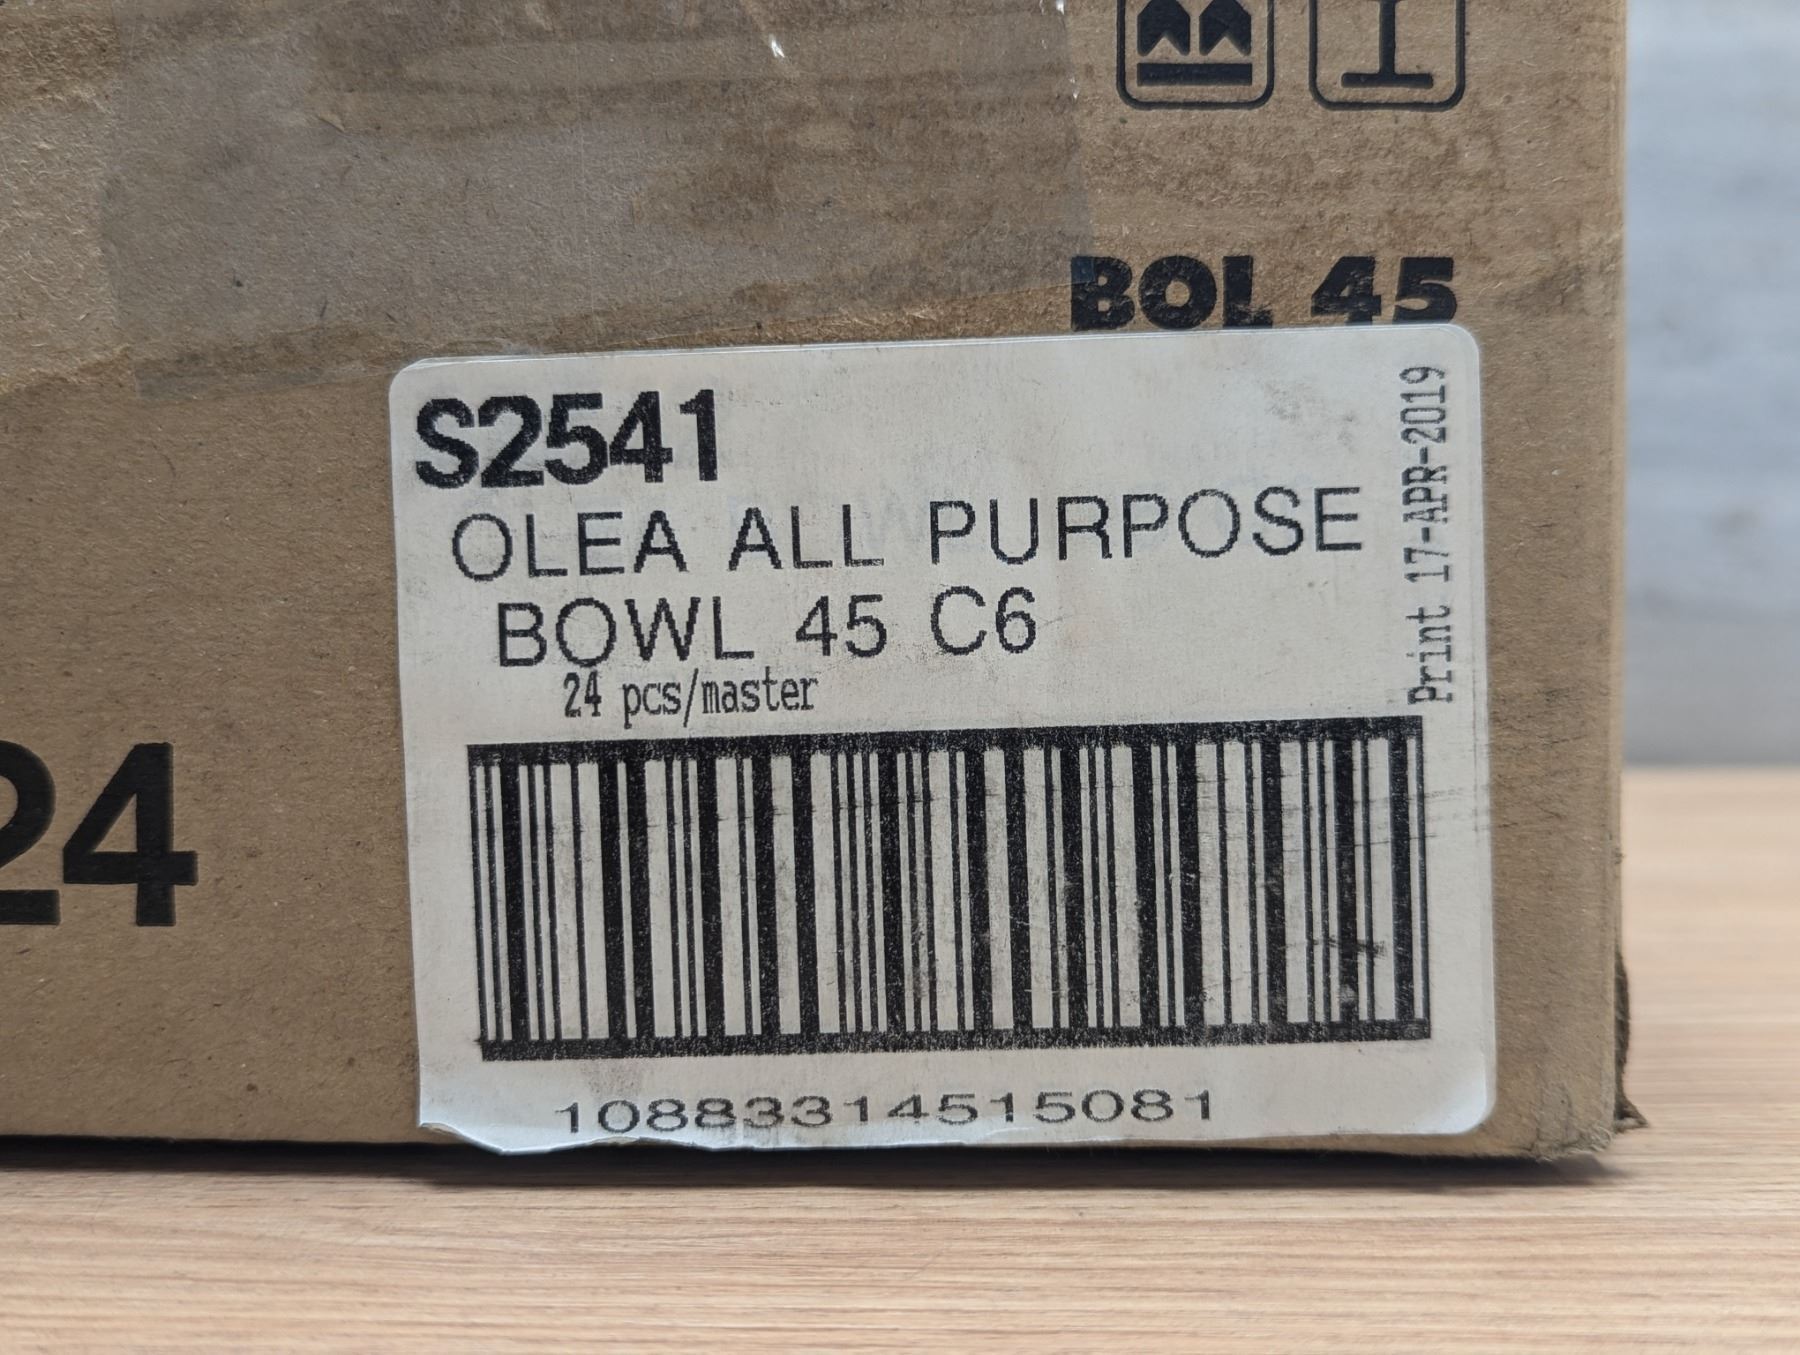 BOL 45
S2541
OLEA ALL PURPOSE
BOWL 45 C6
24 pcs/master
Print 17-APR-2019
24
10883314515081